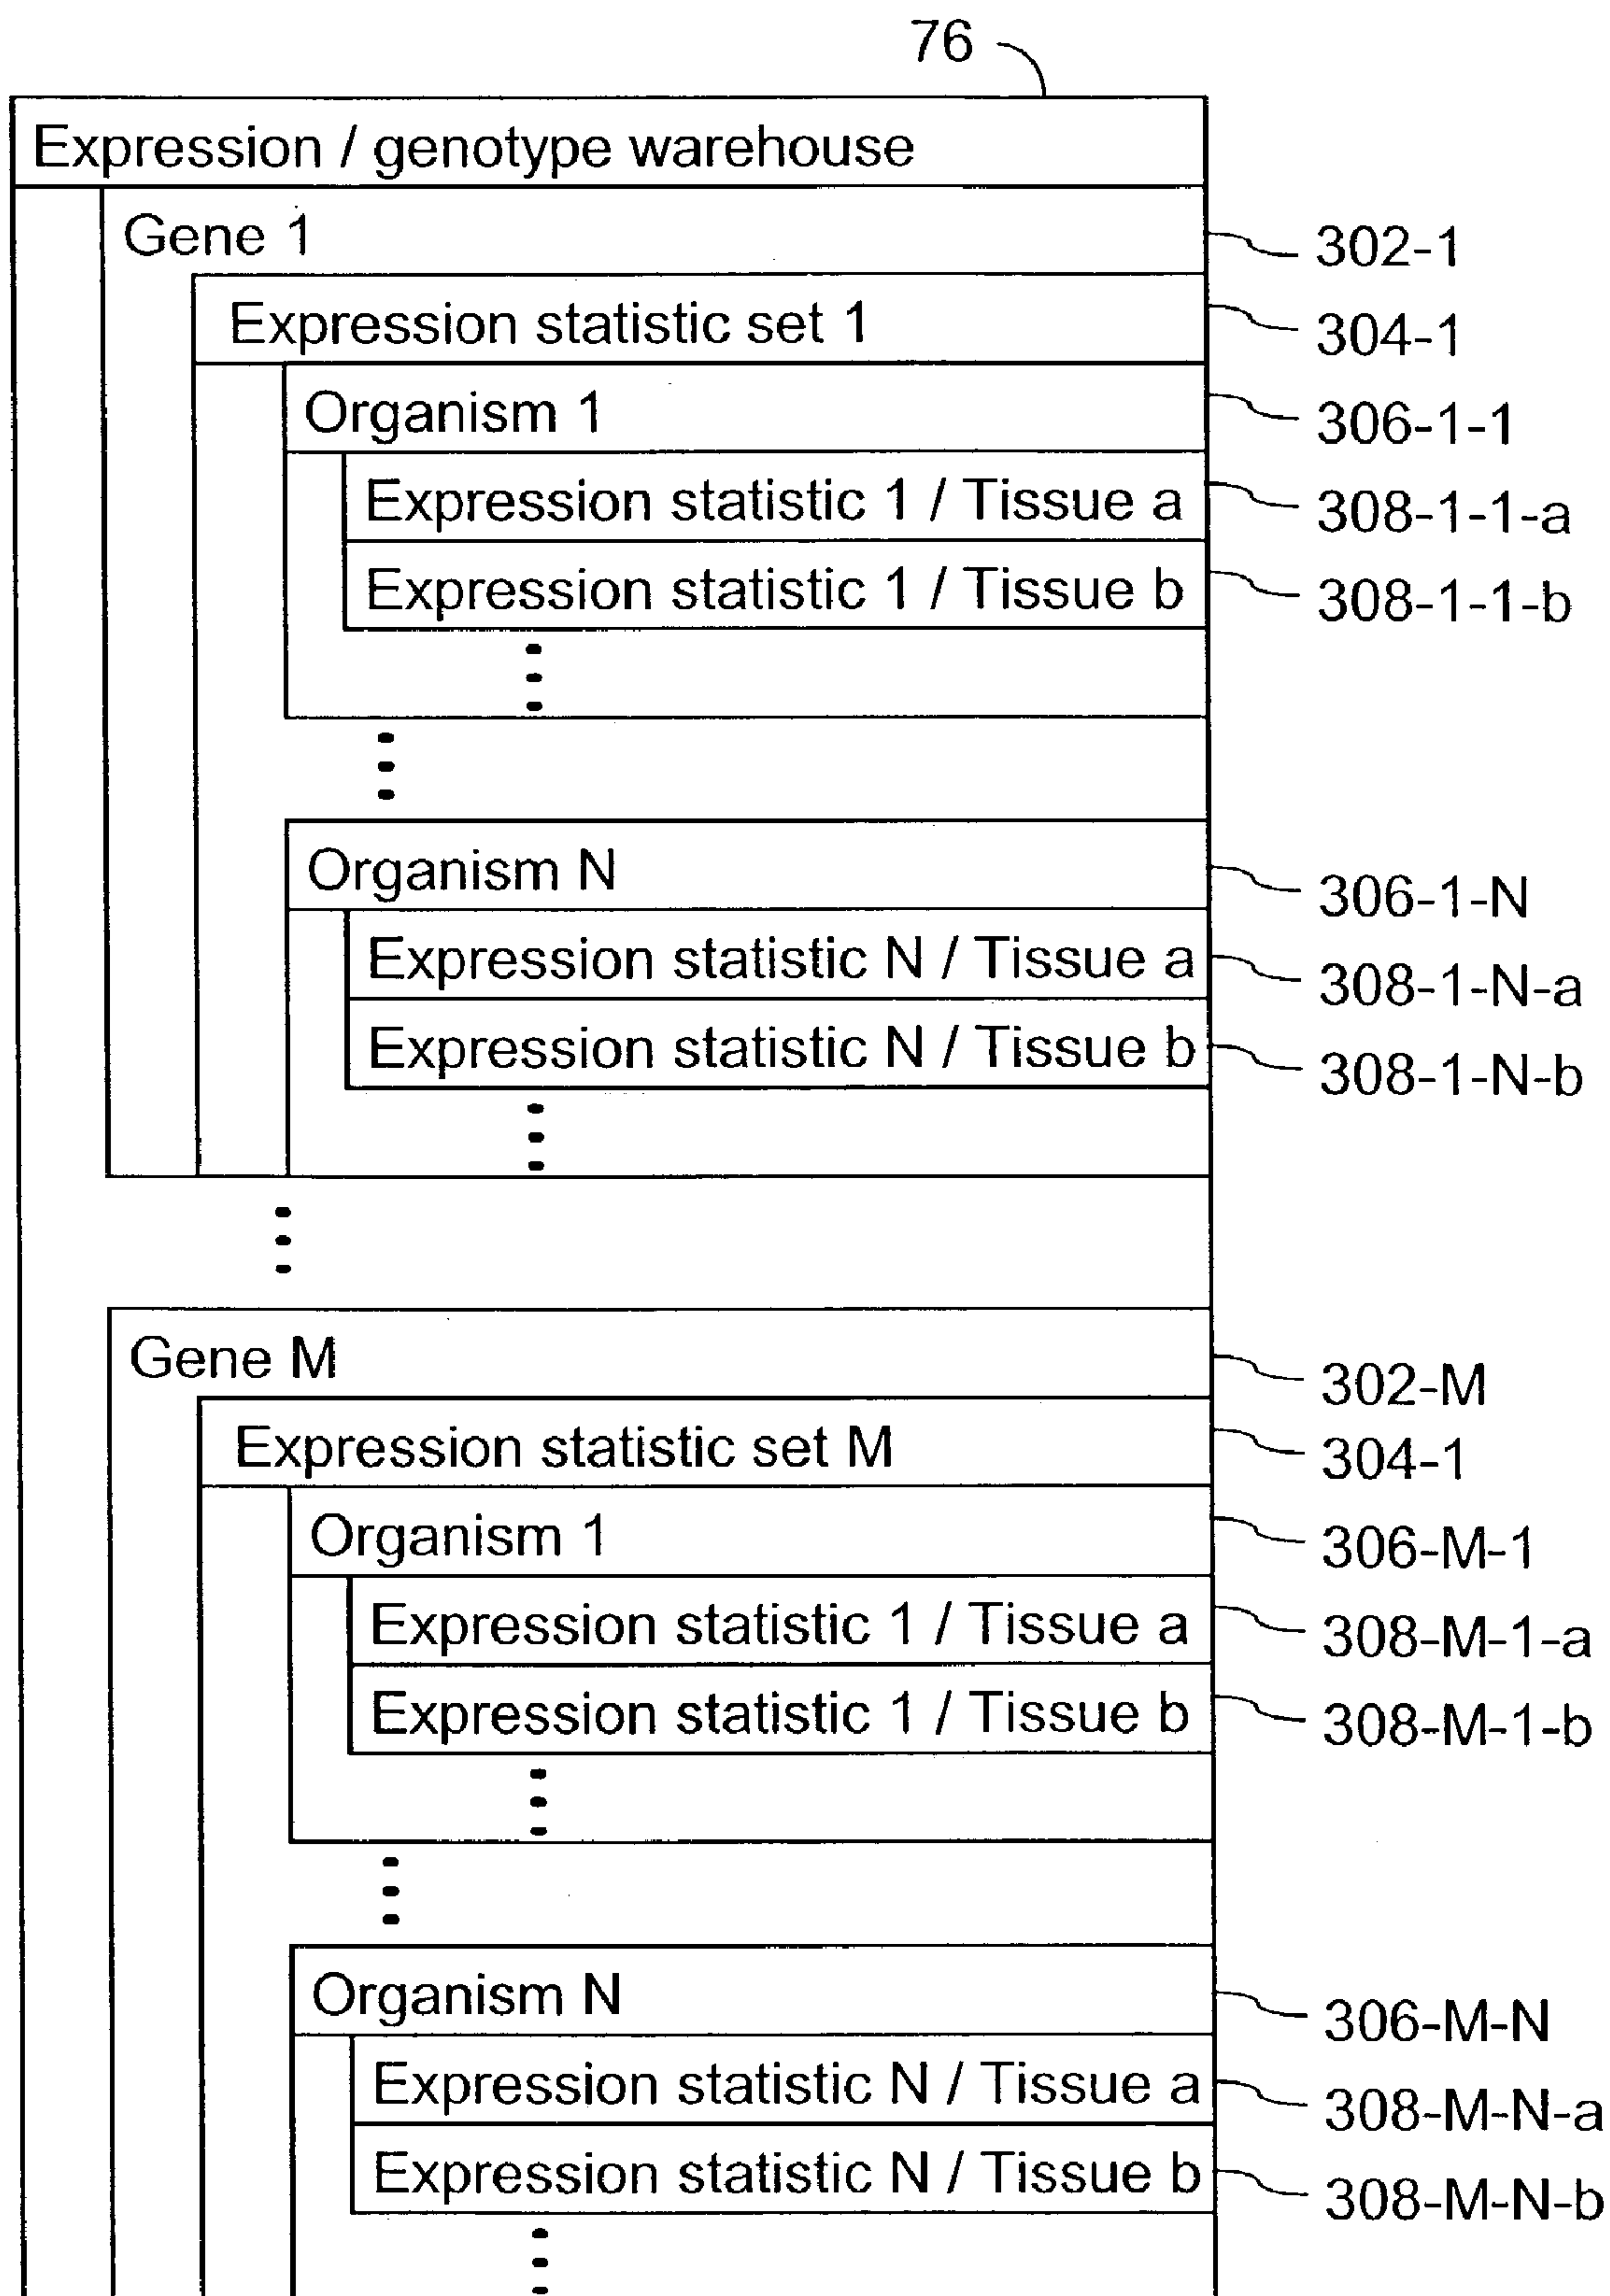 76
Expression / genotype warehouse
Gene 1
302-1
Expression statistic set 1
304-1
Organism 1
306-1-1
Expression statistic 1 / Tissue a
308-1-1-a
Expression statistic 1 / Tissue b
308-1-1-b
Organism N
306-1-N
Expression statistic N / Tissue a
308-1-N-a
Expression statistic N / Tissue b
308-1-N-b
Gene M
302-M
Expression statistic set M
304-1
Organism 1
306-M-1
Expression statistic 1 / Tissue a
308-M-1-a
Expression statistic 1 / Tissue b
308-M-1-b
Organism N
306-M-N
Expression statistic N / Tissue a
308-M-N-a
Expression statistic N / Tissue b
308-M-N-b